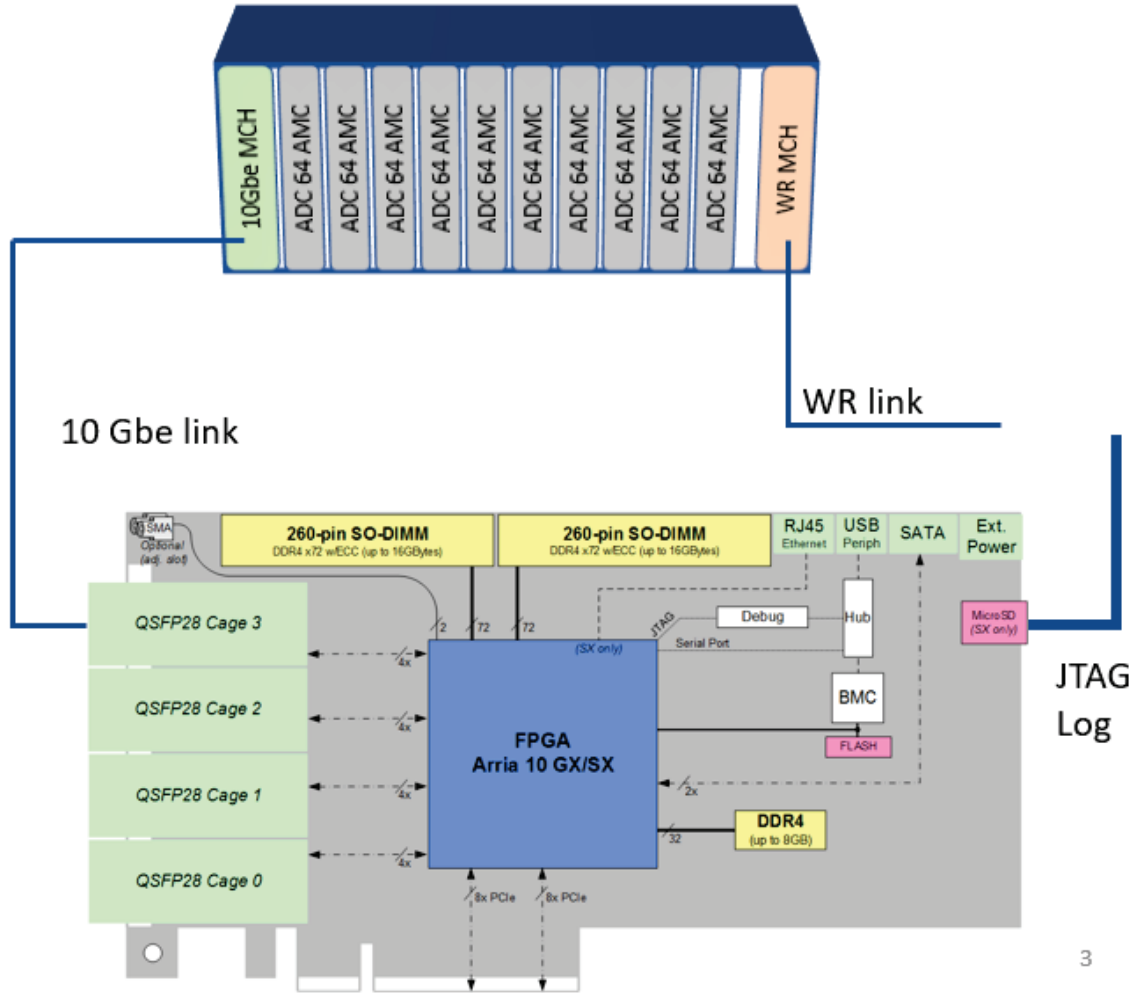 10Gbe MCH
ADC 64 AMC
ADC 64 AMC
ADC 64 AMC
ADC 64 AMC
ADC 64 AMC
ADC 64 AMC
ADC 64 AMC
ADC 64 AMC
ADC 64 AMC
ADC 64 AMC
WR MCH
10 Gbe link
WR link
SMA
Optional
(adj. slot)
260-pin SO-DIMM
DDR4 x72 w/ECC (up to 16GBytes)
260-pin SO-DIMM
DDR4 x72 w/ECC (up to 16GBytes)
RJ45
Ethernet
USB
Periph
SATA
Ext.
Power
QSFP28 Cage 3
QSFP28 Cage 2
QSFP28 Cage 1
QSFP28 Cage 0
4x
4x
4x
4x
2
72
72
(SX only)
JTAG
Serial Port
Debug
Hub
BMC
FLASH
MicroSD
(SX only)
JTAG
Log
FPGA
Arria 10 GX/SX
2x
32
DDR4
(up to 8GB)
8x PCIe
8x PCIe
3